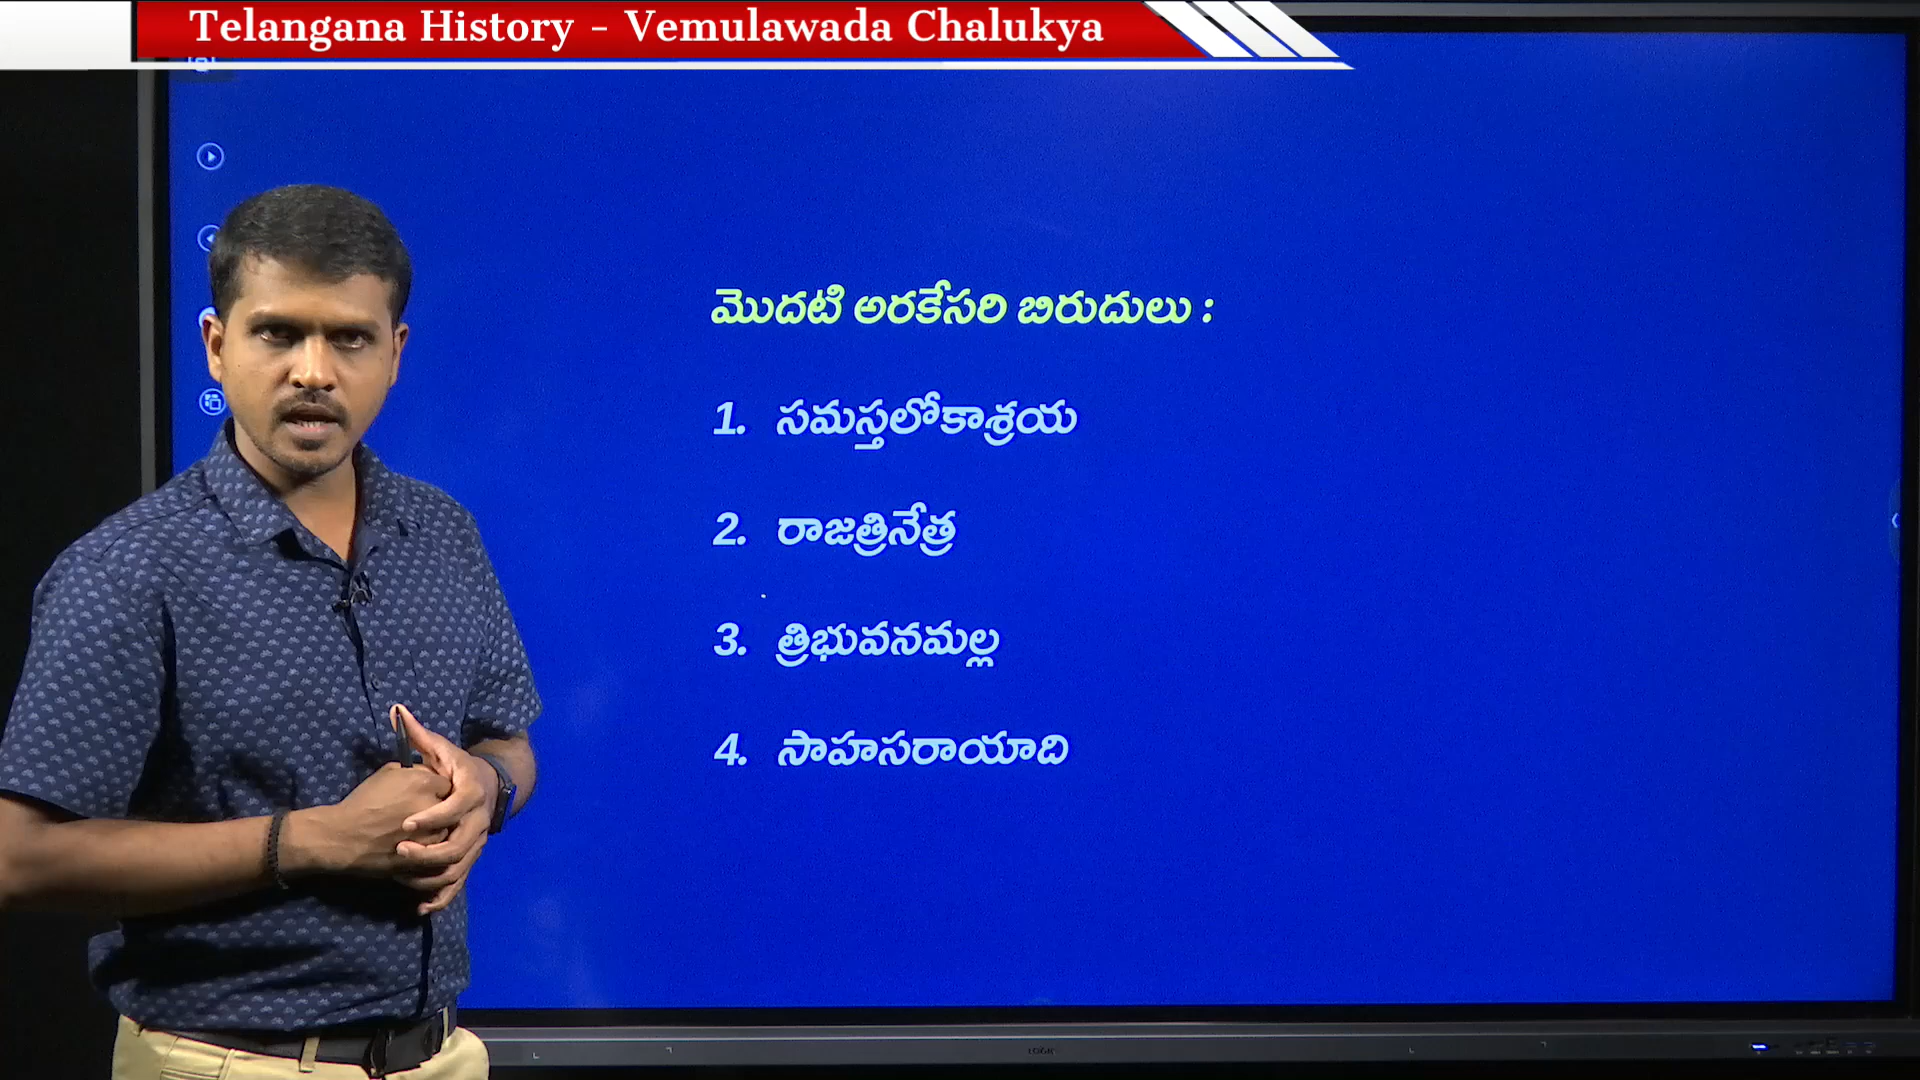 Telangana History - Vemulawada Chalukya
మొదటి అరకేసరి బిరుదులు :
1. సమస్తలోకాశ్రయ
2. రాజత్రినేత్ర
3. త్రిభువనమల్ల
4. సాహసరాయాది